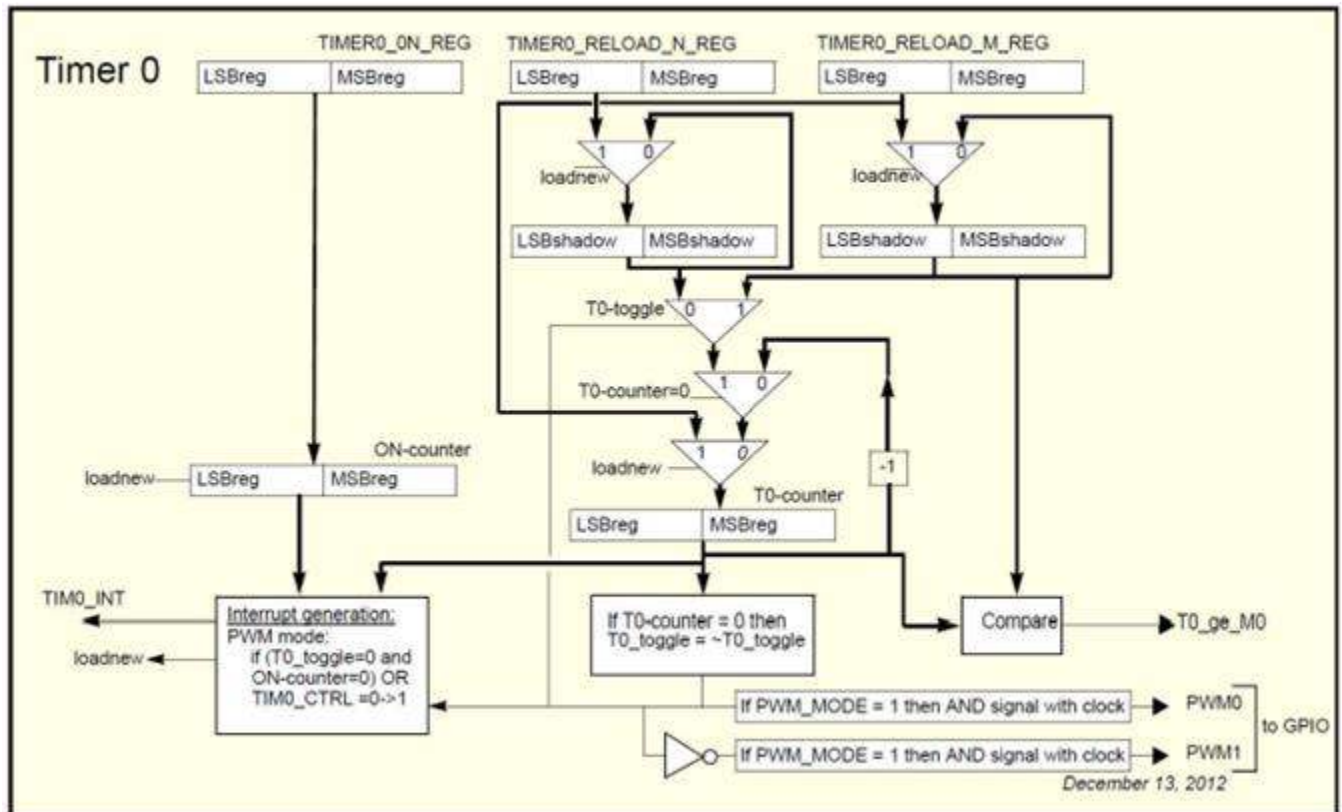 Timer 0
TIMER0_0N_REG
LSBreg MSBreg
TIMER0_RELOAD_N_REG
LSBreg MSBreg
TIMER0_RELOAD_M_REG
LSBreg MSBreg
1 0
loadnew
1 0
loadnew
LSBshadow MSBshadow
LSBshadow MSBshadow
T0-toggle
0 1
T0-counter=0
1 0
loadnew
1 0
-1
ON-counter
loadnew
LSBreg MSBreg
T0-counter
LSBreg MSBreg
TIM0_INT
loadnew
Interrupt generation:
PWM mode:
if (T0_toggle=0 and
ON-counter=0) OR
TIM0_CTRL =0->1
If T0-counter = 0 then
T0_toggle = ~T0_toggle
Compare
T0_ge_M0
If PWM_MODE = 1 then AND signal with clock
PWM0
If PWM_MODE = 1 then AND signal with clock
PWM1
to GPIO
December 13, 2012